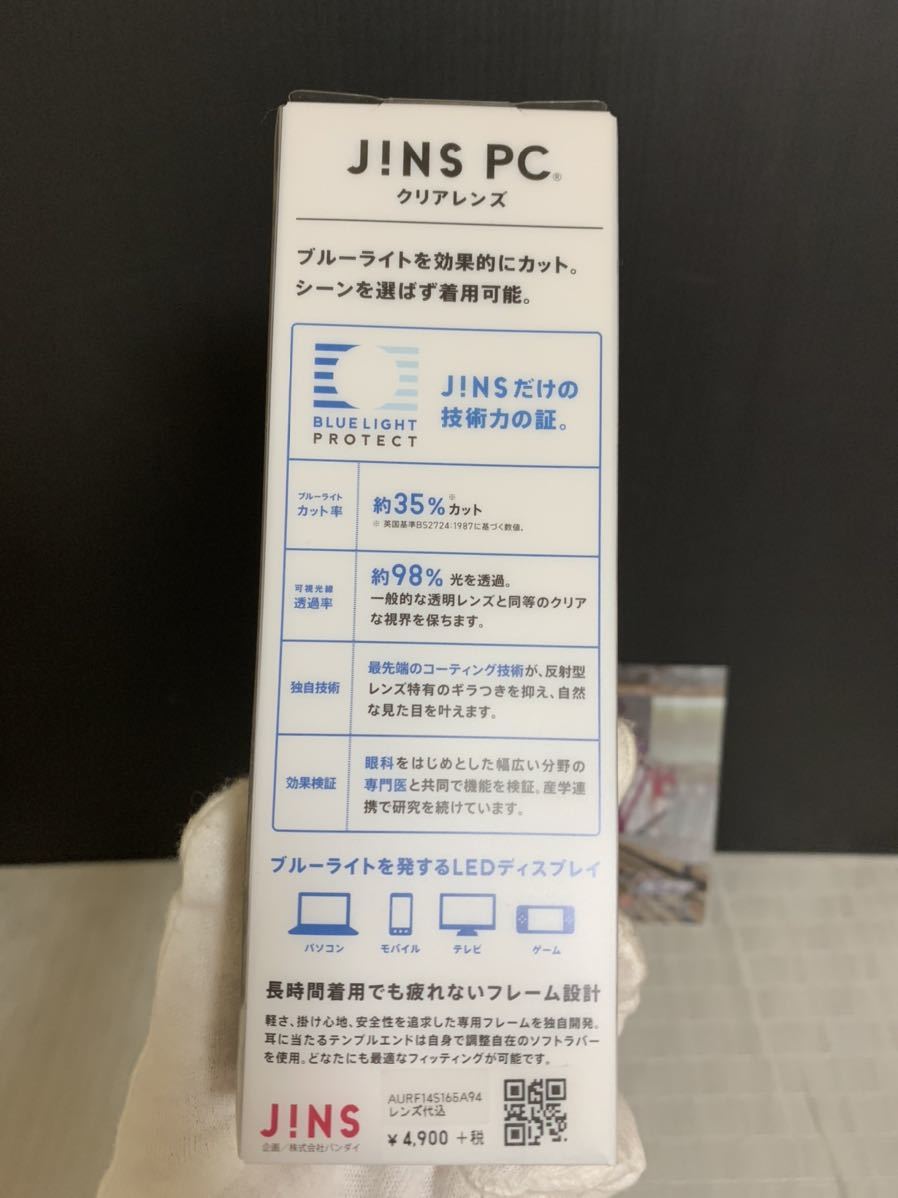 J!NS PC®
クリアレンズ
ブルーライトを効果的にカット。
シーンを選ばず着用可能。
BLUE LIGHT
PROTECT
J!NSだけの
技術力の証。
ブルーライト
カット率
約35%※カット
※ 英国基準BS2724:1987に基づく数値。
可視光線
透過率
約98% 光を透過。
一般的な透明レンズと同等のクリア
な視界を保ちます。
独自技術
最先端のコーティング技術が、反射型
レンズ特有のギラつきを抑え、自然
な見た目を叶えます。
効果検証
眼科をはじめとした幅広い分野の
専門医と共同で機能を検証。産学連
携で研究を続けています。
ブルーライトを発するLEDディスプレイ
パソコン
モバイル
テレビ
ゲーム
長時間着用でも疲れないフレーム設計
軽さ、掛け心地、安全性を追求した専用フレームを独自開発。
耳に当たるテンプルエンドは自身で調整自在のソフトラバー
を使用。どなたにも最適なフィッティングが可能です。
J!NS
企画／株式会社バンダイ
AURF14S165A94
レンズ代込
¥4,900 +税